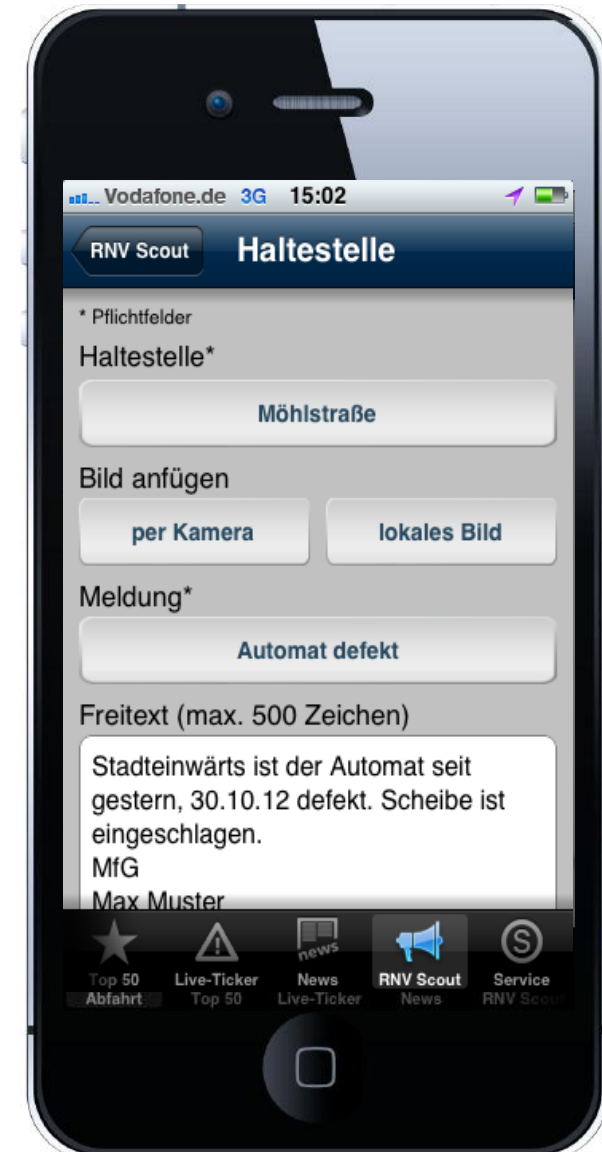 Vodafone.de 3G 15:02
RNV Scout Haltestelle
* Pflichtfelder
Haltestelle*
Möhlstraße
Bild anfügen
per Kamera lokales Bild
Meldung*
Automat defekt
Freitext (max. 500 Zeichen)
Stadteinwärts ist der Automat seit
gestern, 30.10.12 defekt. Scheibe ist
eingeschlagen.
MfG
Max Muster
news S
Top 50 Live-Ticker News RNV Scout Service
Abfahrt Top 50 Live-Ticker News RNV Scout